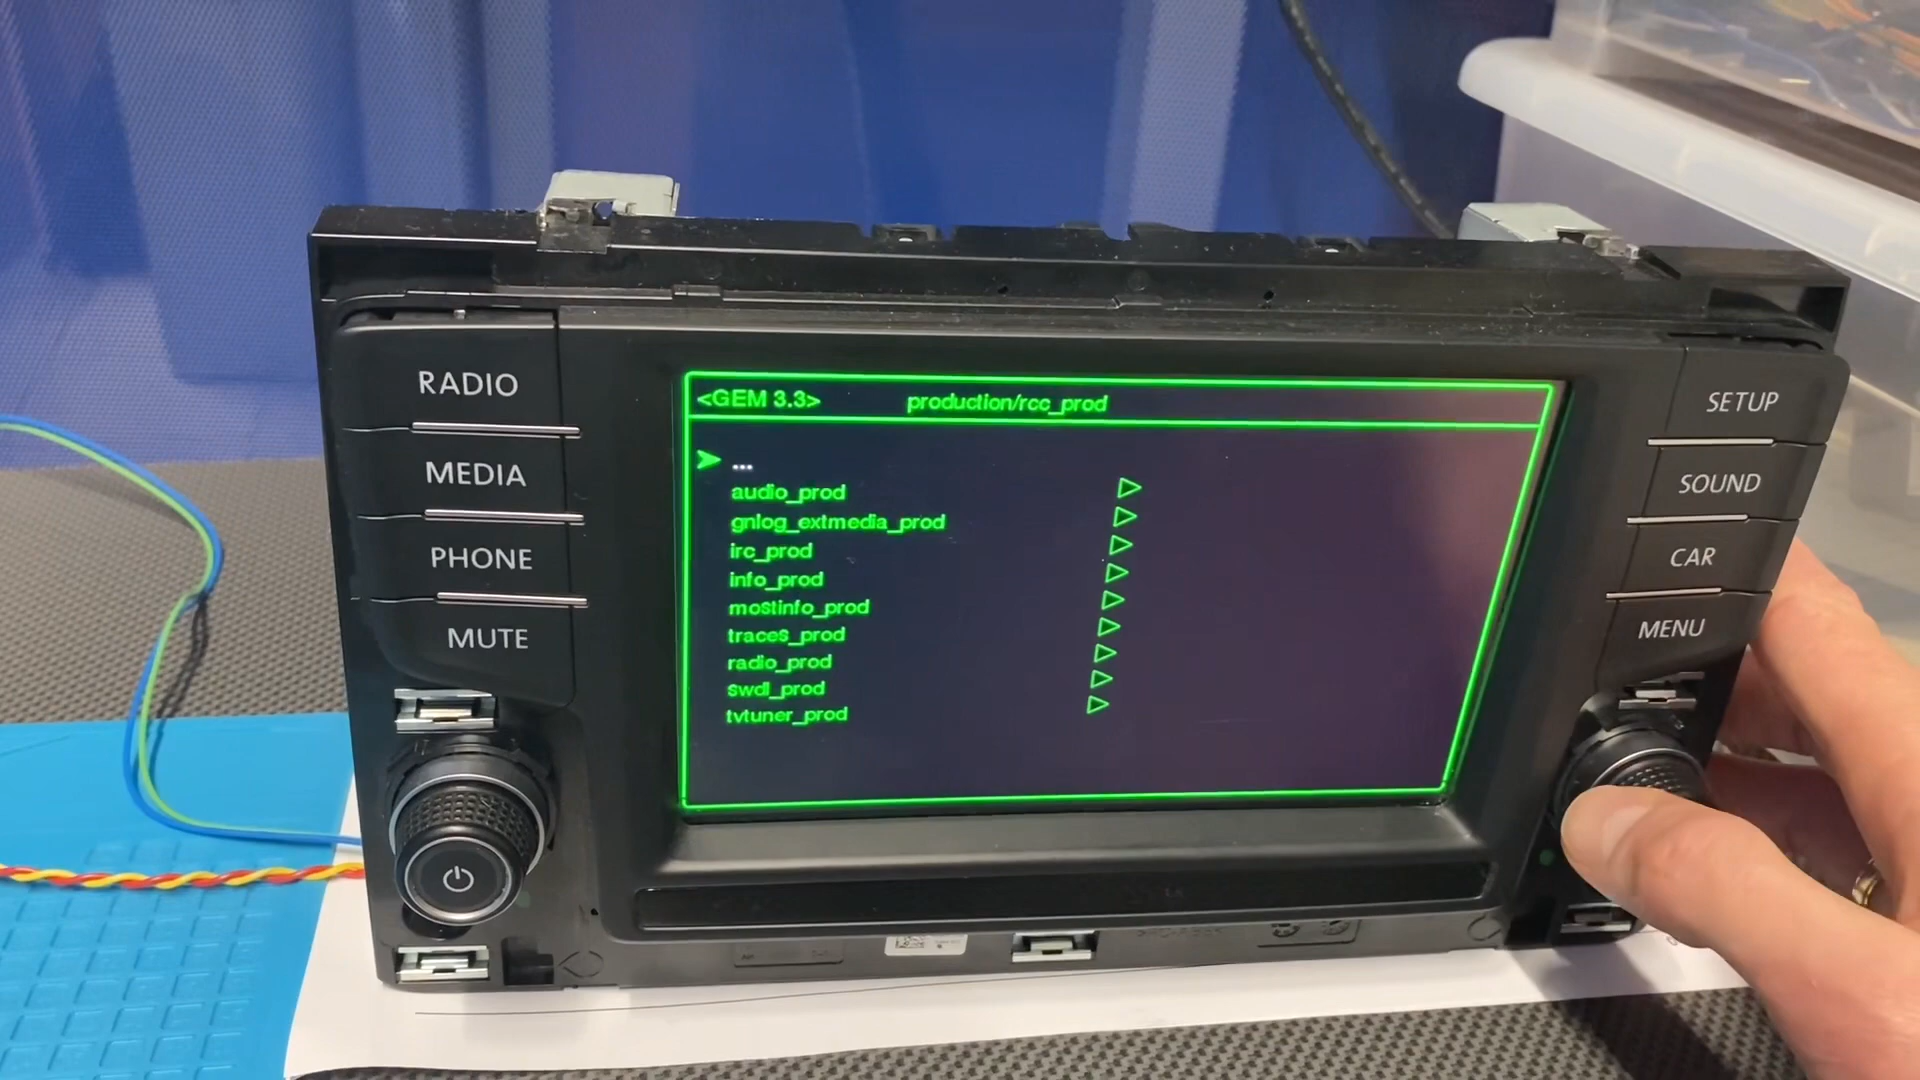 RADIO
MEDIA
PHONE
MUTE
<GEM 3.3> production/rcc_prod
...
audio_prod
gnlog_extmedia_prod
irc_prod
info_prod
mostinfo_prod
traces_prod
radio_prod
swdl_prod
tvtuner_prod
SETUP
SOUND
CAR
MENU